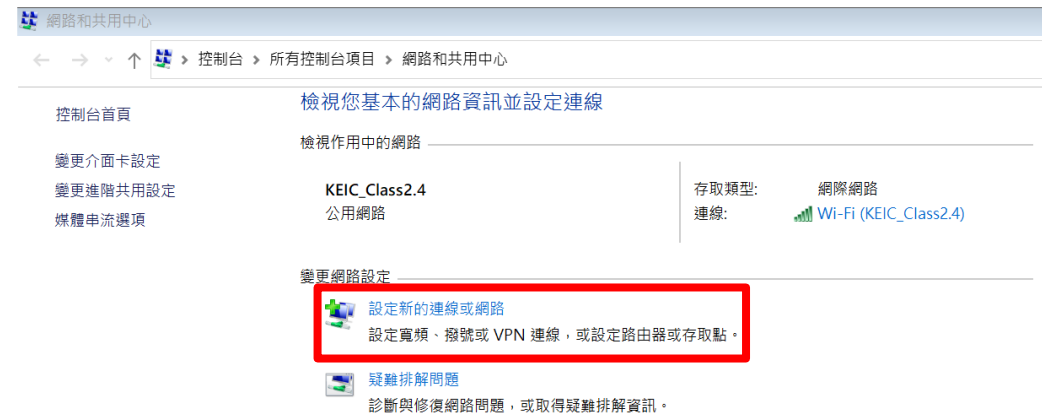 網路和共用中心
控制台 > 所有控制台項目 > 網路和共用中心
控制台首頁
變更介面卡設定
變更進階共用設定
媒體串流選項
檢視您基本的網路資訊並設定連線
檢視作用中的網路
KEIC_Class2.4
公用網路
存取類型: 網際網路
連線: Wi-Fi (KEIC_Class2.4)
變更網路設定
設定新的連線或網路
設定寬頻、撥號或 VPN 連線，或設定路由器或存取點。
疑難排解問題
診斷與修復網路問題，或取得疑難排解資訊。